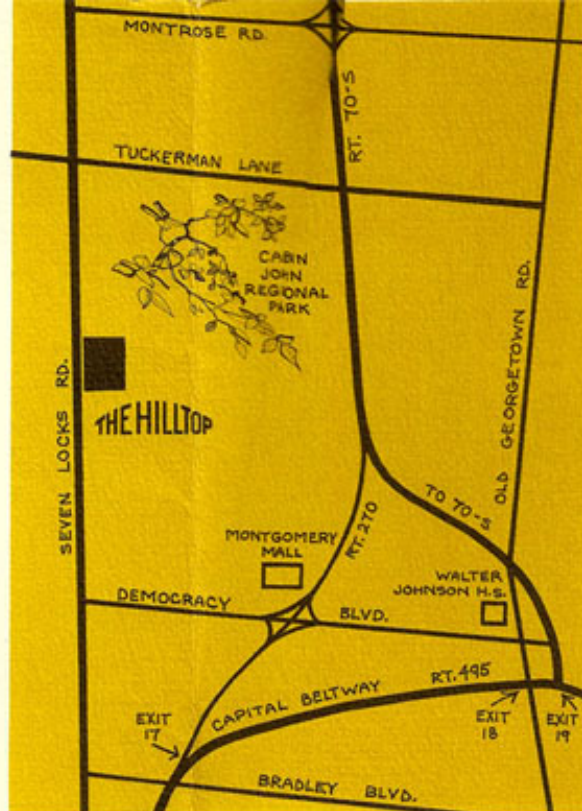 MONTROSE RD.
RT. 70-S
TUCKERMAN LANE
CABIN
JOHN
REGIONAL
PARK
SEVEN LOCKS RD.
THE HILLTOP
OLD GEORGETOWN RD.
TO 70-S
RT. 270
MONTGOMERY
MALL
WALTER
JOHNSON H.S.
DEMOCRACY BLVD.
CAPITAL BELTWAY RT. 495
EXIT
17
EXIT
18
EXIT
19
BRADLEY BLVD.